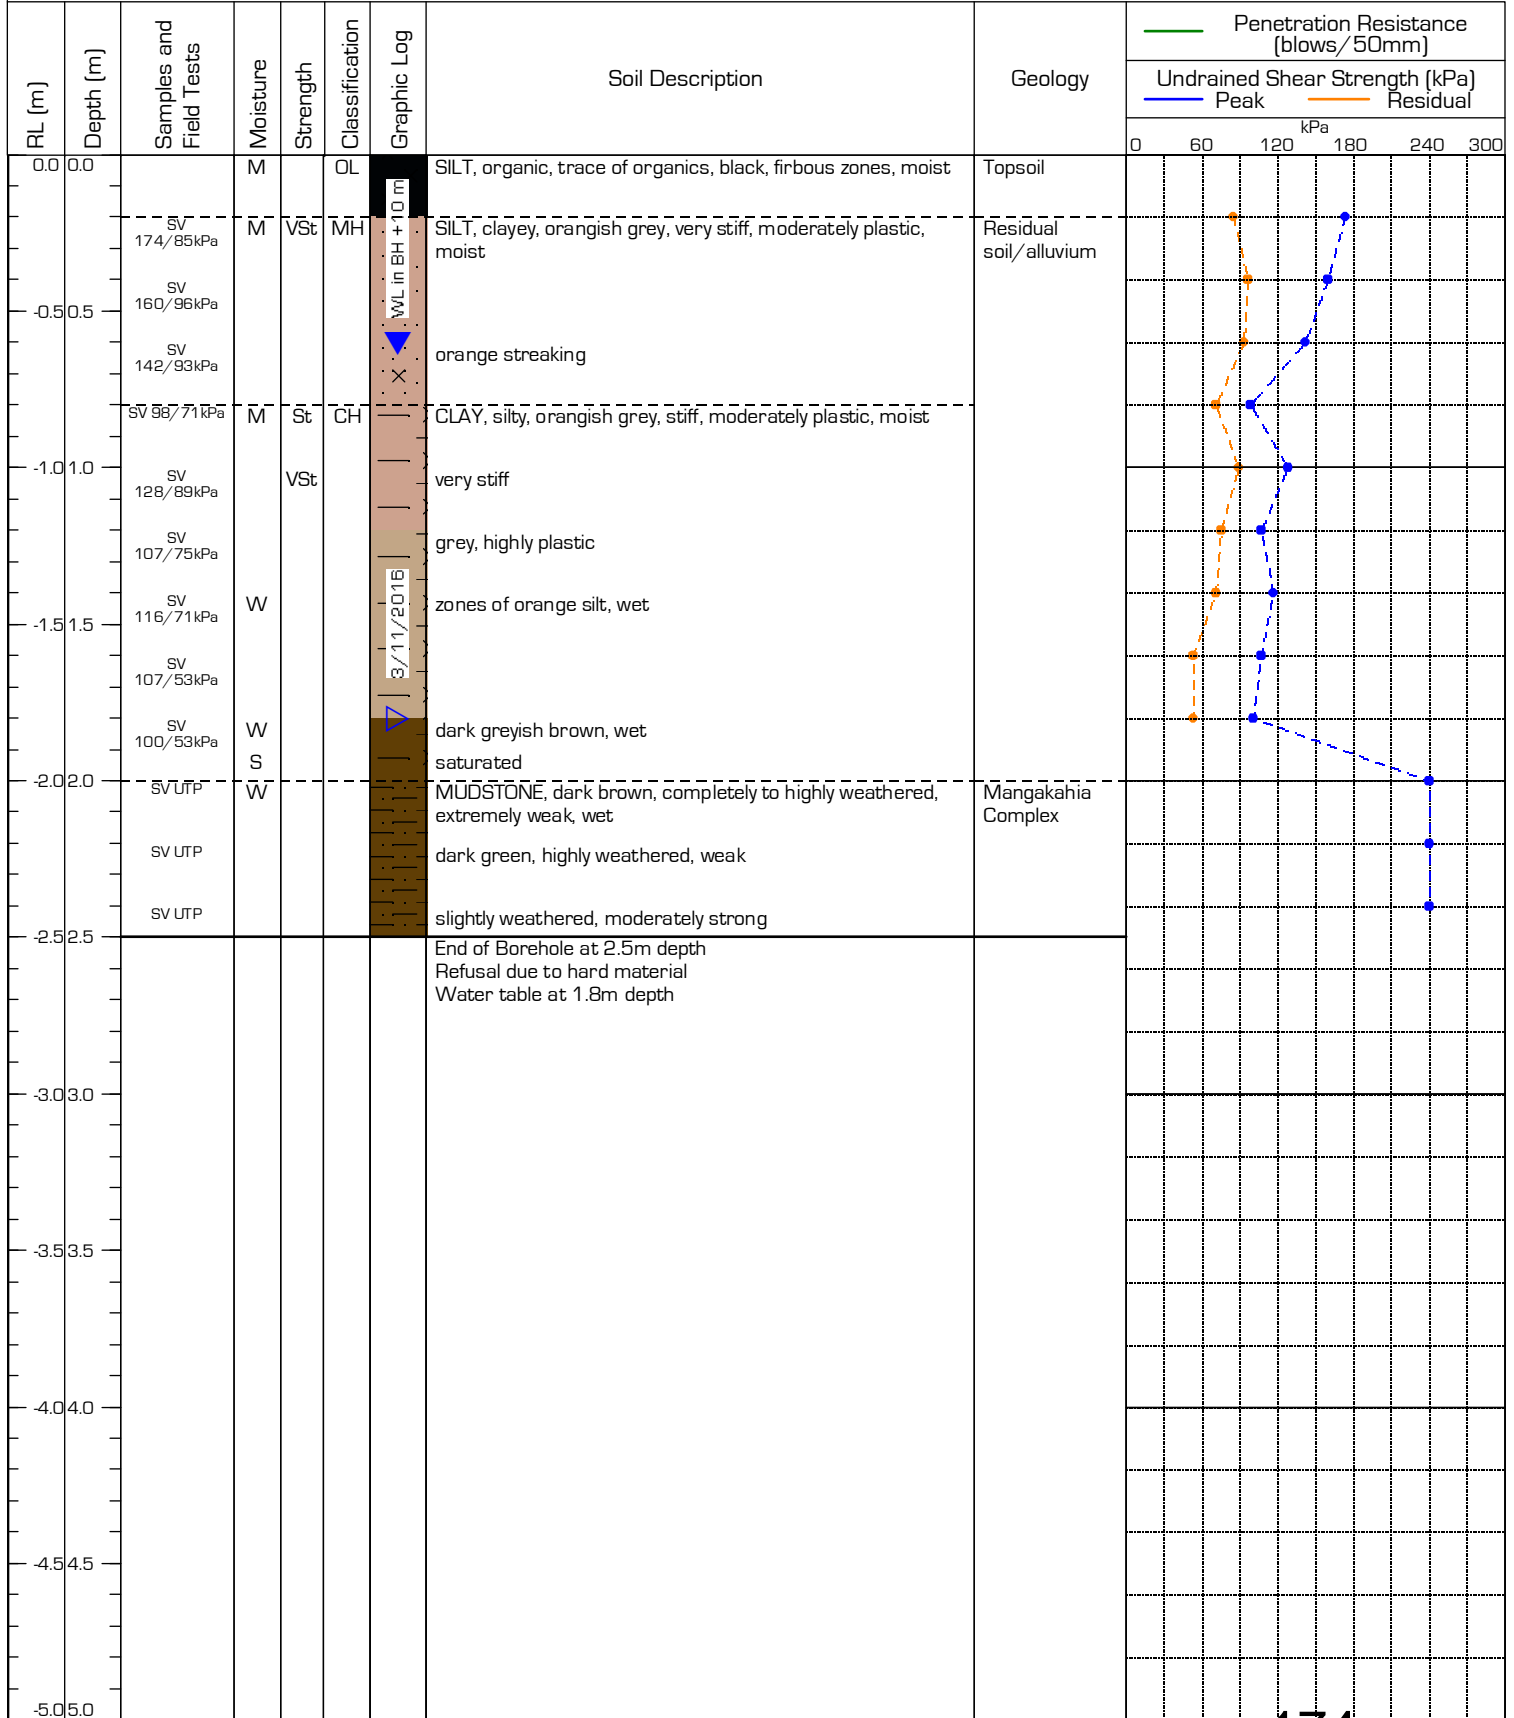 RL (m)
Depth (m)
Samples and
Field Tests
Moisture
Strength
Classification
Graphic Log
Soil Description
Geology
Penetration Resistance
(blows/50mm)
Undrained Shear Strength (kPa)
Peak Residual
kPa
0 60 120 180 240 300
0.0 0.0 M OL SILT, organic, trace of organics, black, firbous zones, moist Topsoil
WL in BH + 10 m
SV M VSt MH SILT, clayey, orangish grey, very stiff, moderately plastic, Residual
174/85kPa moist soil/alluvium
SV
160/96kPa
-0.5 0.5
SV
142/93kPa orange streaking
SV 98/71kPa M St CH CLAY, silty, orangish grey, stiff, moderately plastic, moist
-1.0 1.0
SV VSt very stiff
128/89kPa
SV
107/75kPa grey, highly plastic
3/11/2016
SV W zones of orange silt, wet
116/71kPa
-1.5 1.5
SV
107/53kPa
SV W dark greyish brown, wet
100/53kPa
S saturated
-2.0 2.0
SV UTP W MUDSTONE, dark brown, completely to highly weathered, Mangakahia
extremely weak, wet Complex
SV UTP dark green, highly weathered, weak
SV UTP slightly weathered, moderately strong
-2.5 2.5
End of Borehole at 2.5m depth
Refusal due to hard material
Water table at 1.8m depth
-3.0 3.0
-3.5 3.5
-4.0 4.0
-4.5 4.5
-5.0 5.0